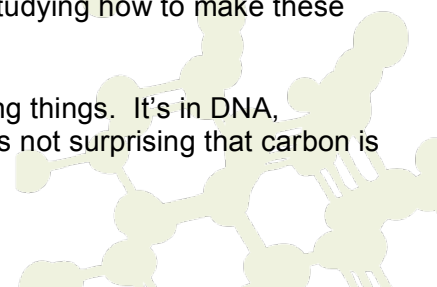 tudying how to make these
ng things.  It’s in DNA,
s not surprising that carbon is